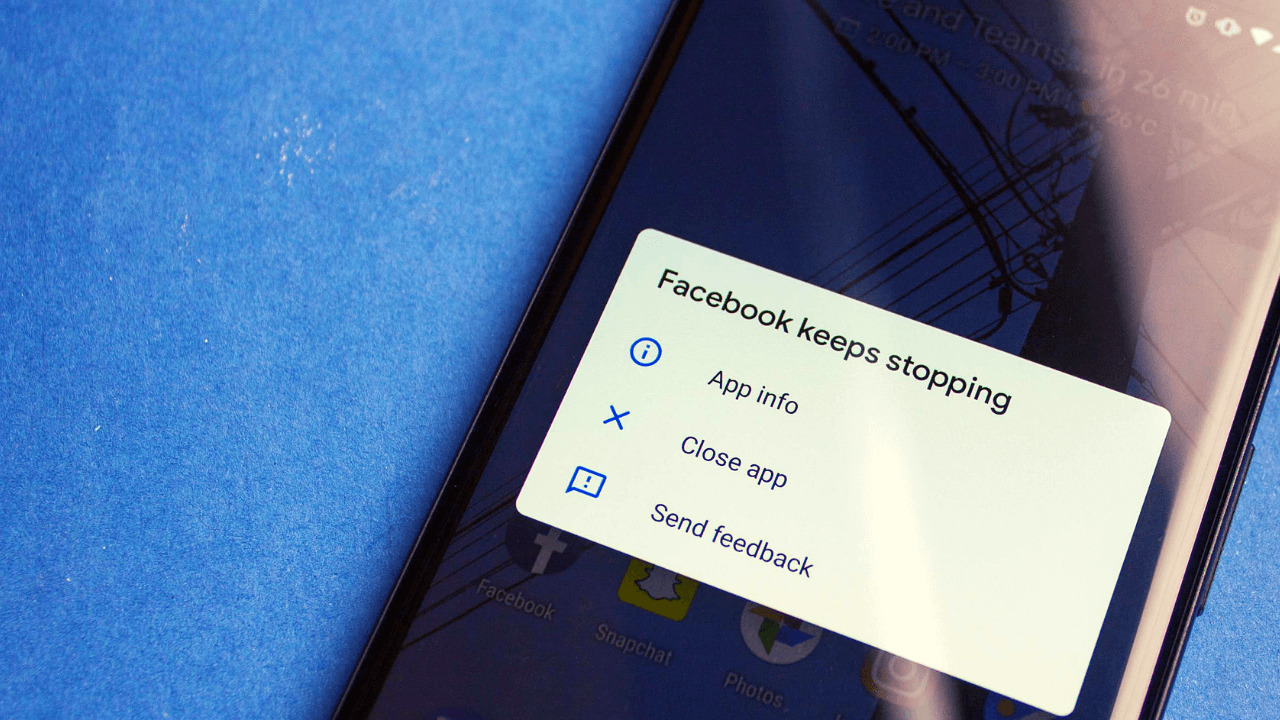 and Teams in 26 min
2:00 PM – 3:00 PM
26°C
Facebook keeps stopping
App info
Close app
Send feedback
Facebook
Snapchat
Photos